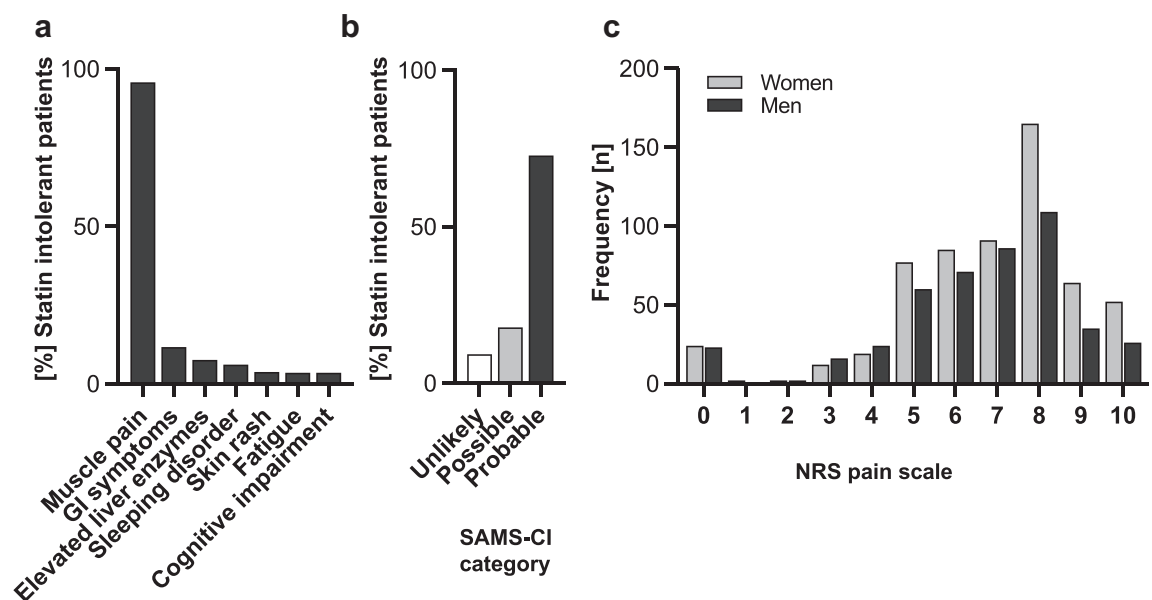 a
[%] Statin intolerant patients
100
50
0
Muscle pain
GI symptoms
Elevated liver enzymes
Sleeping disorder
Skin rash
Fatigue
Cognitive impairment
b
[%] Statin intolerant patients
100
50
0
Unlikely
Possible
Probable
SAMS-CI
category
c
Frequency [n]
200
150
100
50
0
Women
Men
0 1 2 3 4 5 6 7 8 9 10
NRS pain scale